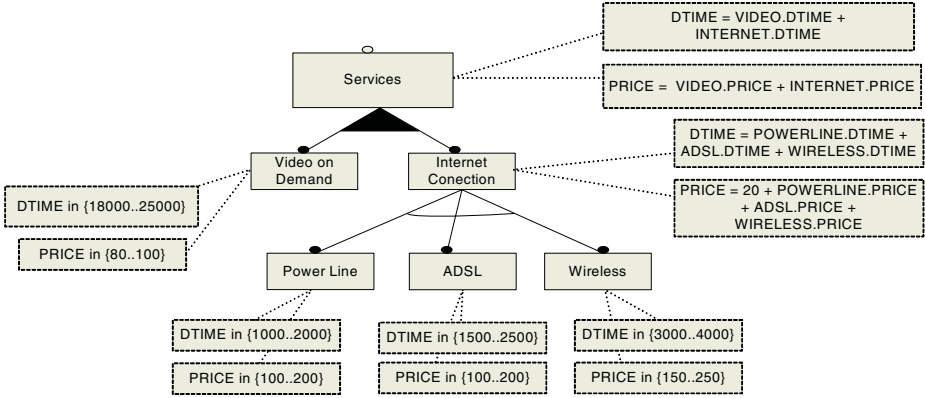 DTIME = VIDEO.DTIME +
INTERNET.DTIME
Services
PRICE = VIDEO.PRICE + INTERNET.PRICE
DTIME = POWERLINE.DTIME +
ADSL.DTIME + WIRELESS.DTIME
Video on
Demand
Internet
Conection
PRICE = 20 + POWERLINE.PRICE
+ ADSL.PRICE +
WIRELESS.PRICE
DTIME in {18000..25000}
PRICE in {80..100}
Power Line
ADSL
Wireless
DTIME in {1000..2000}
DTIME in {1500..2500}
DTIME in {3000..4000}
PRICE in {100..200}
PRICE in {100..200}
PRICE in {150..250}